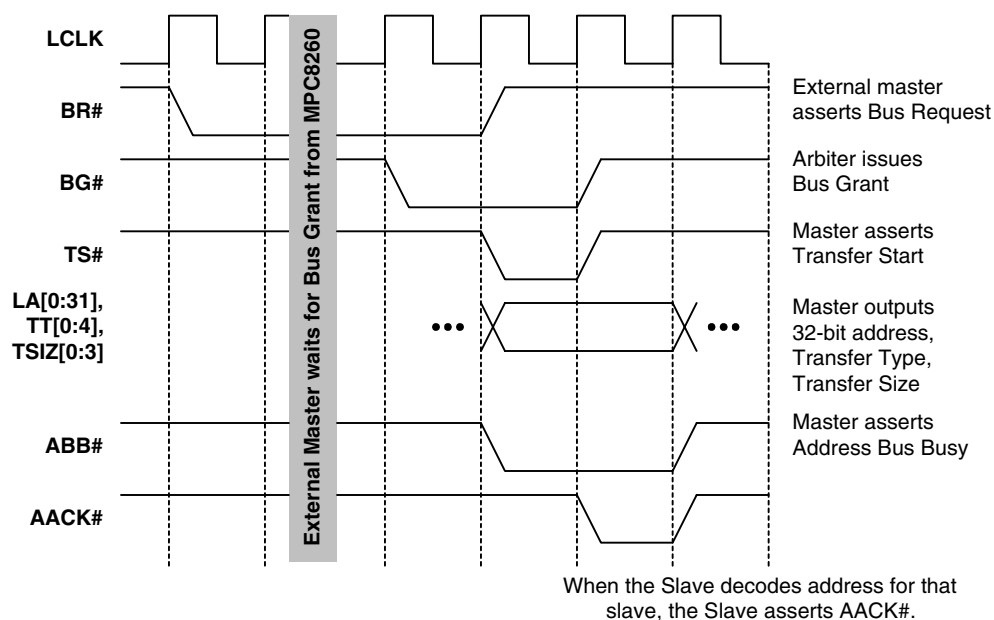 LCLK
BR#
External master
asserts Bus Request
BG#
Arbiter issues
Bus Grant
TS#
Master asserts
Transfer Start
LA[0:31],
TT[0:4],
TSIZ[0:3]
Master outputs
32-bit address,
Transfer Type,
Transfer Size
ABB#
Master asserts
Address Bus Busy
AACK#
External Master waits for Bus Grant from MPC8260
When the Slave decodes address for that
slave, the Slave asserts AACK#.